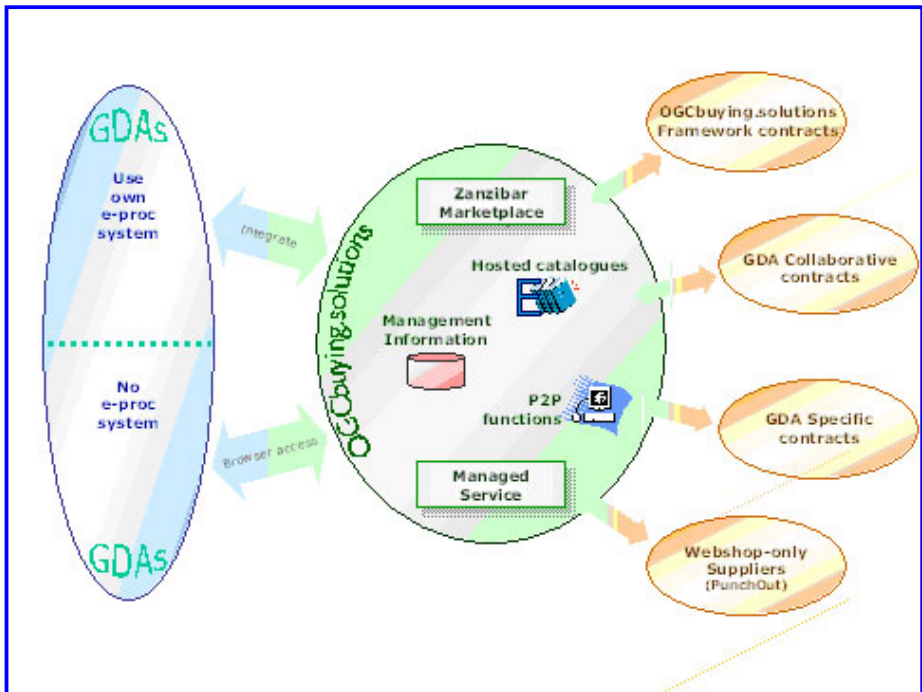 GDAs
Use
own
e-proc
system
No
e-proc
system
GDAs
Integrate
Browser access
OGCbuying.solutions
Zanzibar
Marketplace
Hosted catalogues
Management
Information
P2P
functions
Managed
Service
OGCbuying.solutions
Framework contracts
GDA Collaborative
contracts
GDA Specific
contracts
Webshop-only
Suppliers
(PunchOut)